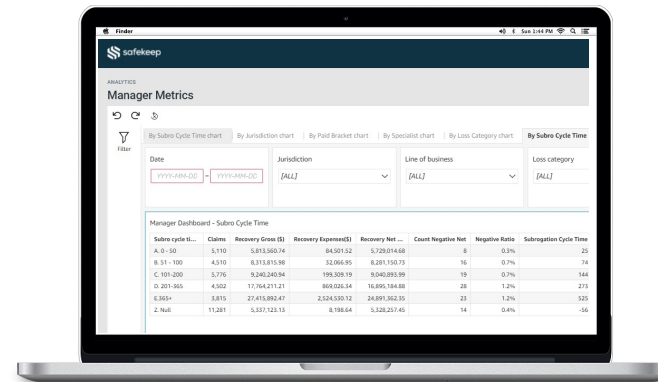 Finder
Sun 1:44 PM
safekeep
ANALYTICS
Manager Metrics
Filter
By Subro Cycle Time chart By Jurisdiction chart By Paid Bracket chart By Specialist chart By Loss Category chart By Subro Cycle Time
Date Jurisdiction Line of business Loss category
YYYY-MM-DD – YYYY-MM-DD [ALL] [ALL] [ALL]
Manager Dashboard - Subro Cycle Time
Subro cycle ti... Claims Recovery Gross ($) Recovery Expenses($) Recovery Net ... Count Negative Net Negative Ratio Subrogation Cycle Time
A. 0 - 50 5,110 5,813,560.74 84,501.52 5,729,014.68 8 0.3% 25
B. 51 - 100 4,510 8,313,815.98 32,066.95 8,281,150.73 16 0.7% 74
C. 101-200 5,776 9,240,240.94 199,309.19 9,040,893.99 19 0.7% 144
D. 201-365 4,502 17,764,211.21 869,026.34 16,895,184.88 28 1.2% 273
E.365+ 3,815 27,415,892.47 2,524,530.12 24,891,362.35 23 1.2% 525
Z. Null 11,281 5,337,123.13 8,198.64 5,328,257.45 14 0.4% -56